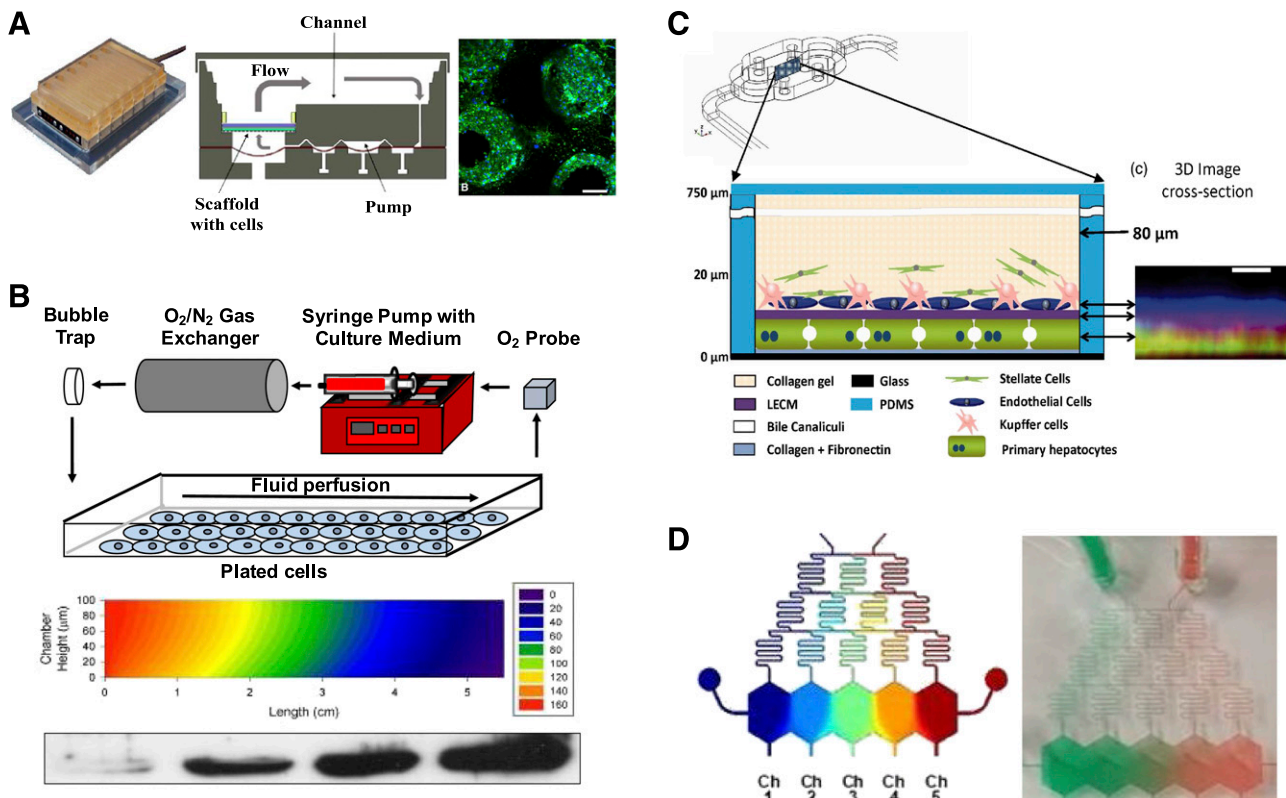 A
Channel
Flow
Scaffold
with cells
Pump
B
B
Bubble
Trap
O₂/N₂ Gas
Exchanger
Syringe Pump with
Culture Medium
O₂ Probe
Fluid perfusion
Plated cells
Chamber
Height (µm)
100
80
60
40
20
0
0 1 2 3 4 5
Length (cm)
0
20
40
60
80
100
120
140
160
C
(c) 3D Image
cross-section
750 µm
80 µm
20 µm
0 µm
Collagen gel
LECM
Bile Canaliculi
Collagen + Fibronectin
Glass
PDMS
Stellate Cells
Endothelial Cells
Kupffer cells
Primary hepatocytes
D
Ch Ch Ch Ch Ch
1 2 3 4 5